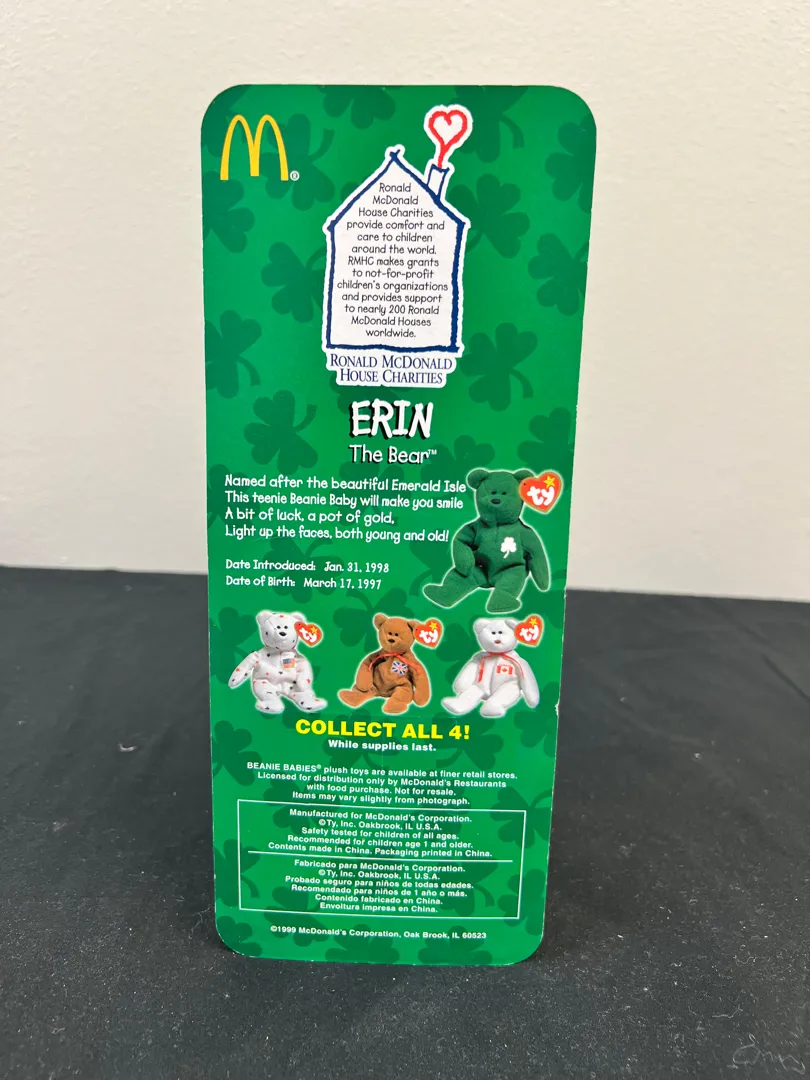 Ronald
McDonald
House Charities
provide comfort and
care to children
around the world.
RMHC makes grants
to not-for-profit
children's organizations
and provides support
to nearly 200 Ronald
McDonald Houses
worldwide.
RONALD MCDONALD
HOUSE CHARITIES
ERIN
The Bear™
Named after the beautiful Emerald Isle
This teenie Beanie Baby will make you smile
A bit of luck, a pot of gold,
Light up the faces, both young and old!
ty
Date Introduced: Jan. 31, 1998
Date of Birth: March 17, 1997
ty
ty
ty
COLLECT ALL 4!
While supplies last.
BEANIE BABIES® plush toys are available at finer retail stores.
Licensed for distribution only by McDonald's Restaurants
with food purchase. Not for resale.
Items may vary slightly from photograph.
Manufactured for McDonald's Corporation.
©Ty, Inc. Oakbrook, IL U.S.A.
Safety tested for children of all ages.
Recommended for children age 1 and older.
Contents made in China. Packaging printed in China.
Fabricado para McDonald's Corporation.
©Ty, Inc. Oakbrook, IL U.S.A.
Probado seguro para niños de todas edades.
Recomendado para niños de 1 año o más.
Contenido fabricado en China.
Envoltura impresa en China.
©1999 McDonald's Corporation, Oak Brook, IL 60523